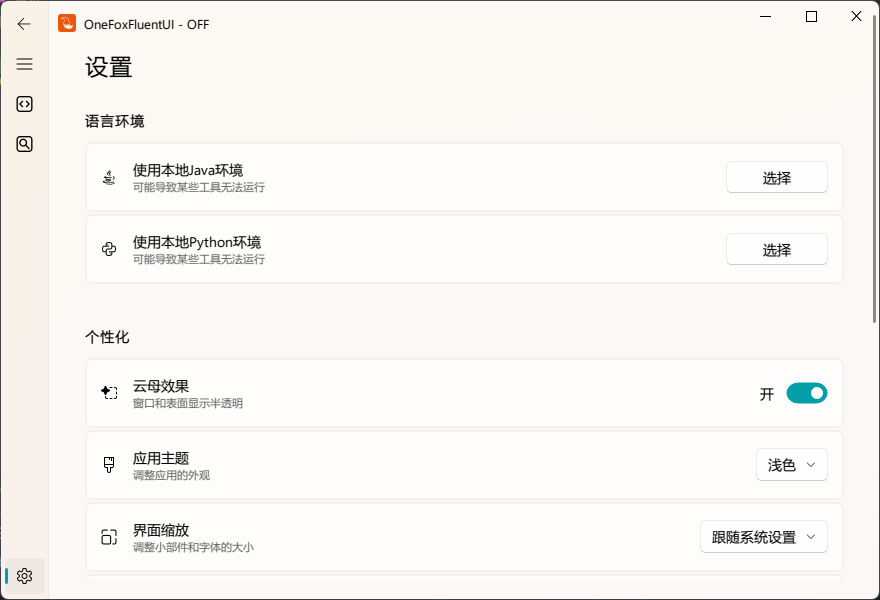 OneFoxFluentUI - OFF
设置
语言环境
使用本地Java环境
可能导致某些工具无法运行
选择
使用本地Python环境
可能导致某些工具无法运行
选择
个性化
云母效果
窗口和表面显示半透明
开
应用主题
调整应用的外观
浅色
界面缩放
调整小部件和字体的大小
跟随系统设置